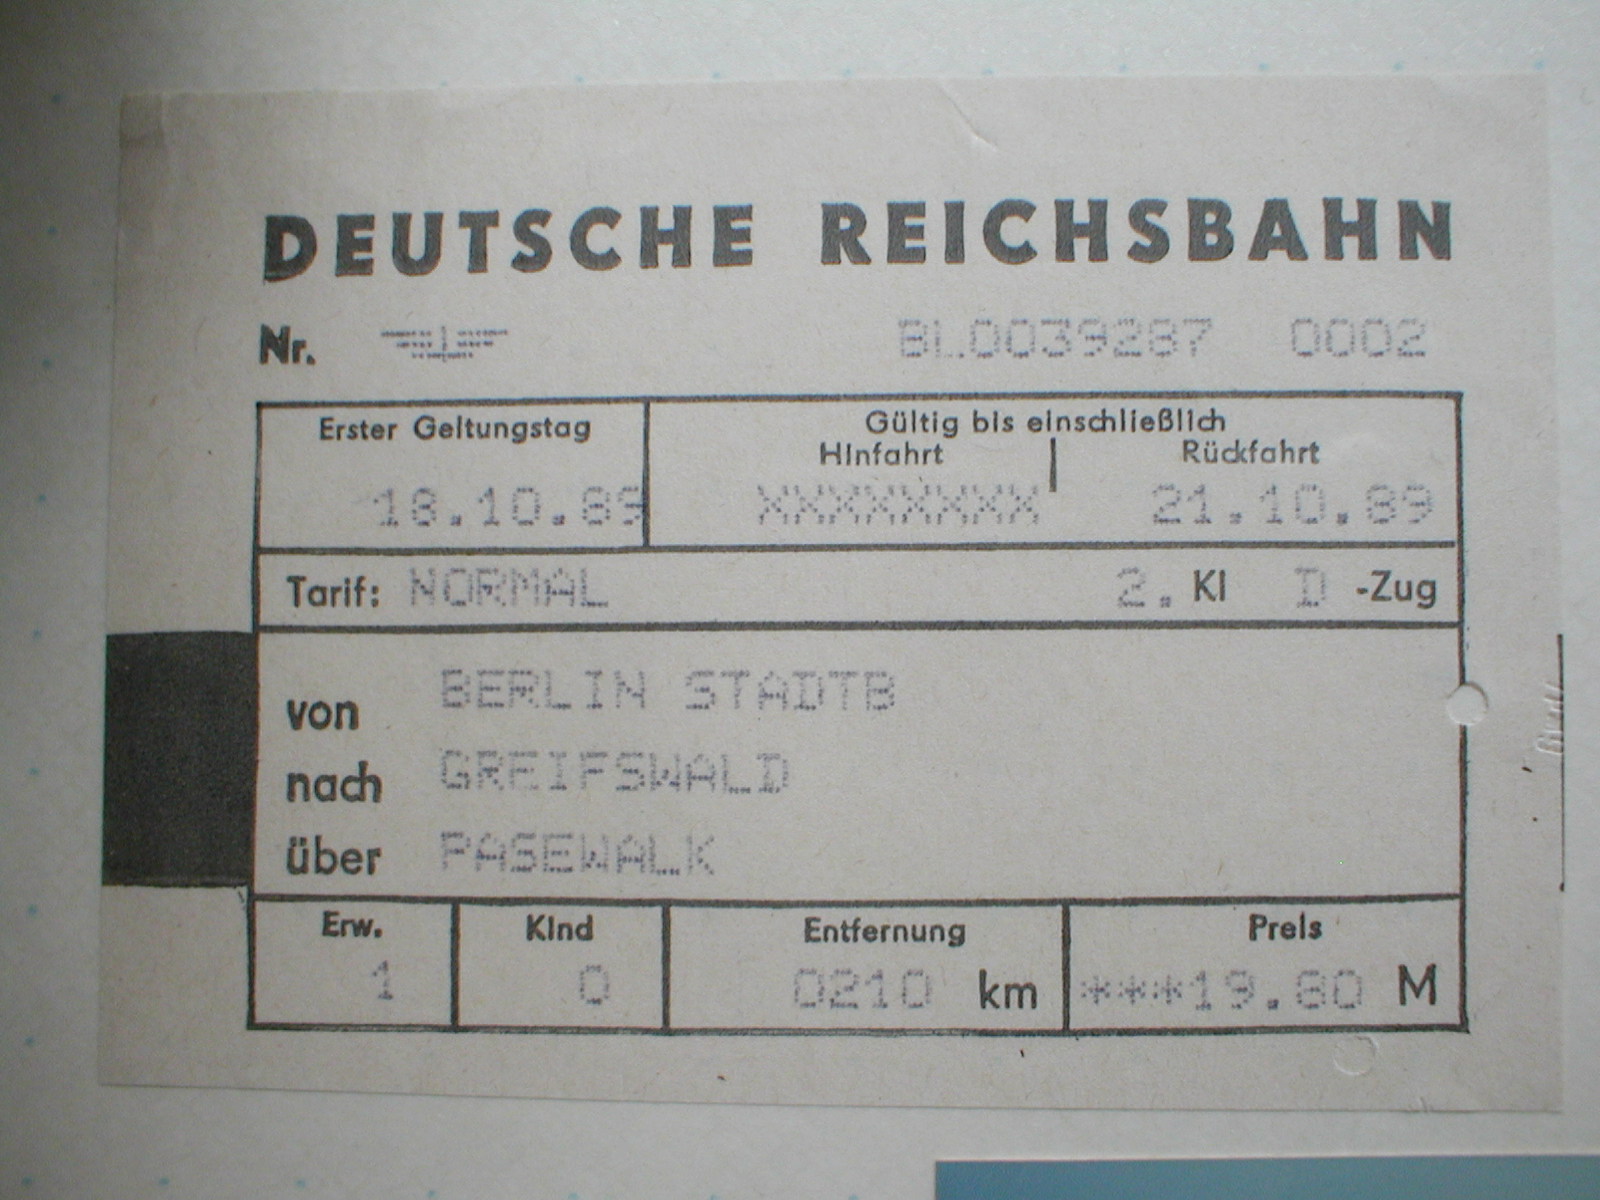 DEUTSCHE REICHSBAHN
Nr. BL0039287 0002
Erster Geltungstag
Gültig bis einschließlich
Hinfahrt Rückfahrt
18.10.89 XXXXXXXX 21.10.89
Tarif: NORMAL 2. Kl D -Zug
von BERLIN STADTB
nach GREIFSWALD
über PASEWALK
Erw. Kind Entfernung Preis
1 0 0210 km ***19.60 M